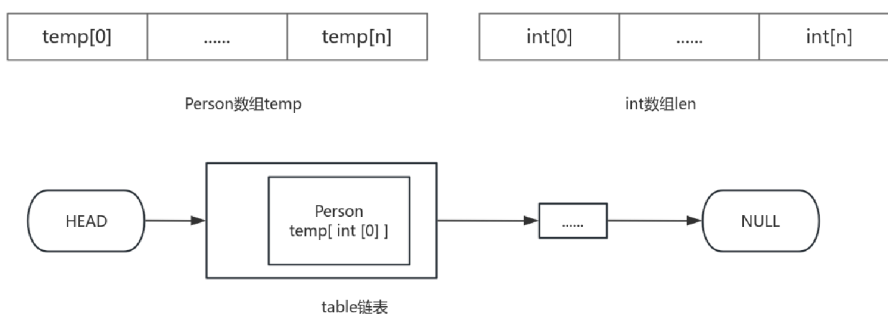 temp[0] ...... temp[n]
int[0] ...... int[n]
Person数组temp
int数组len
HEAD
Person
temp[ int [0] ]
......
NULL
table链表